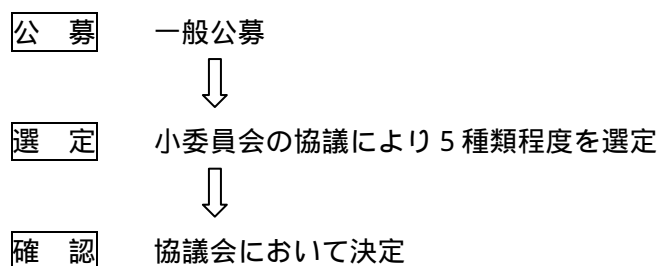 公　募　一般公募
選　定　小委員会の協議により５種類程度を選定
確　認　協議会において決定